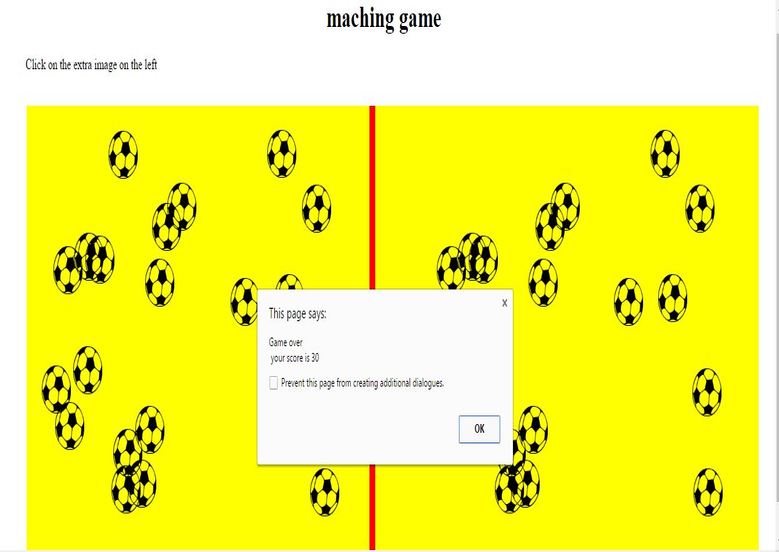 maching game
Click on the extra image on the left
This page says:
x
Game over
your score is 30
Prevent this page from creating additional dialogues.
OK